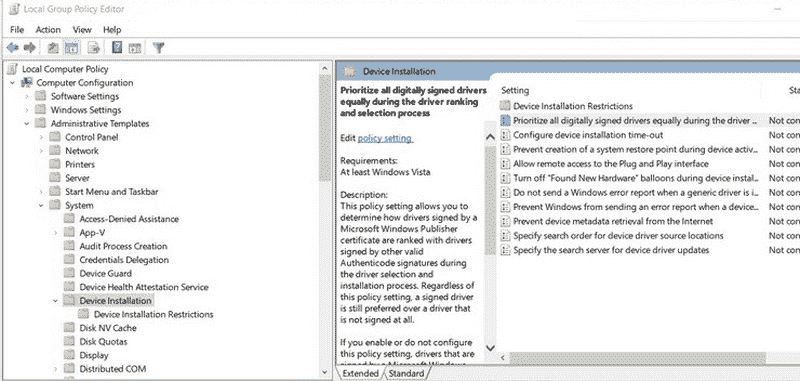 Local Group Policy Editor
File Action View Help
Local Computer Policy
Computer Configuration
Software Settings
Windows Settings
Administrative Templates
Control Panel
Network
Printers
Server
Start Menu and Taskbar
System
Access-Denied Assistance
App-V
Audit Process Creation
Credentials Delegation
Device Guard
Device Health Attestation Service
Device Installation
Device Installation Restrictions
Disk NV Cache
Disk Quotas
Display
Distributed COM
Device Installation
Prioritize all digitally signed drivers
equally during the driver ranking
and selection process
Edit policy setting
Requirements:
At least Windows Vista
Description:
This policy setting allows you to
determine how drivers signed by a
Microsoft Windows Publisher
certificate are ranked with drivers
signed by other valid
Authenticode signatures
during the driver selection and
installation process. Regardless of
this policy setting, a signed driver
is still preferred over a driver that
is not signed at all.
If you enable or do not configure
this policy setting, drivers that are
signed by a Microsoft Windows
Setting Sta
Device Installation Restrictions
Prioritize all digitally signed drivers equally during the driver .. Not con
Configure device installation time-out Not con
Prevent creation of a system restore point during device activ... Not con
Allow remote access to the Plug and Play interface Not con
Turn off "Found New Hardware" balloons during device instal... Not con
Do not send a Windows error report when a generic driver is i... Not con
Prevent Windows from sending an error report when a device... Not con
Prevent device metadata retrieval from the Internet Not con
Specify search order for device driver source locations Not con
Specify the search server for device driver updates Not con
Extended Standard